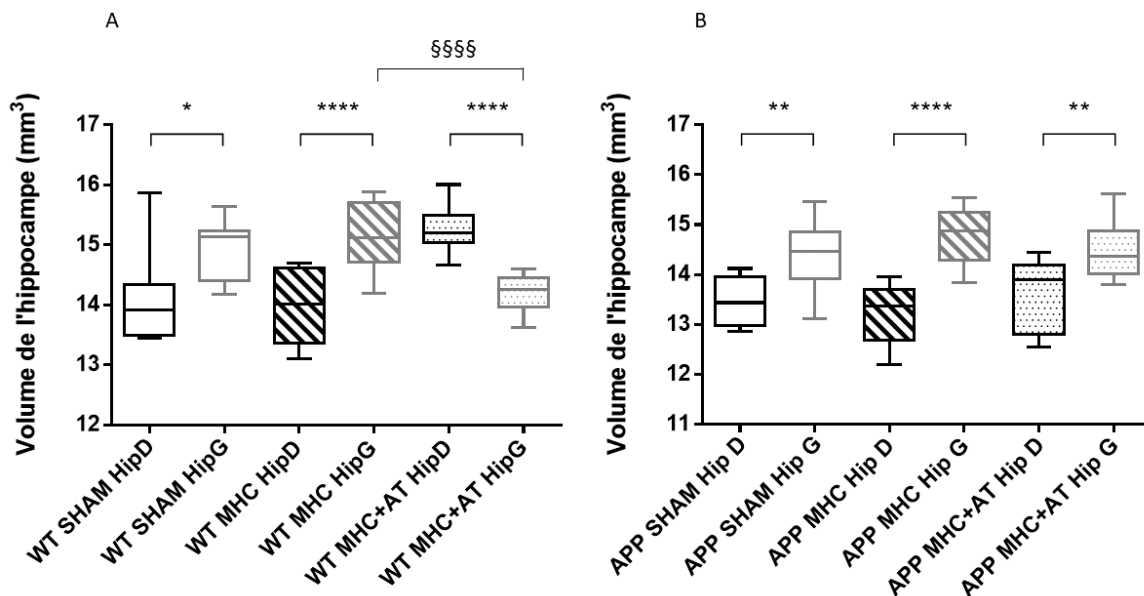 A
§§§§
* **** ****
Volume de l'hippocampe (mm³)
17
16
15
14
13
12
WT SHAM HipD
WT SHAM HipG
WT MHC HipD
WT MHC HipG
WT MHC+AT HipD
WT MHC+AT HipG
B
** **** **
Volume de l'hippocampe (mm³)
17
16
15
14
13
12
11
APP SHAM Hip D
APP SHAM Hip G
APP MHC Hip D
APP MHC Hip G
APP MHC+AT Hip D
APP MHC+AT Hip G